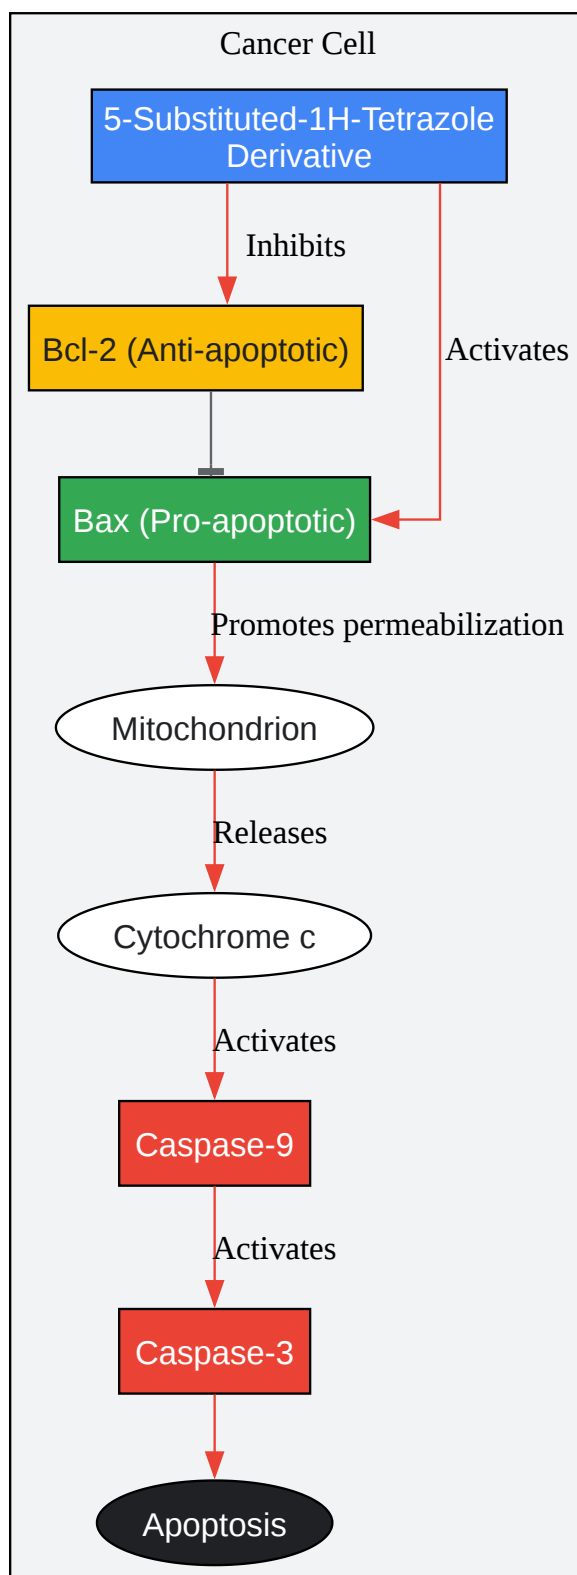 Cancer Cell
5-Substituted-1H-Tetrazole
Derivative
Inhibits
Bcl-2 (Anti-apoptotic)
Activates
Bax (Pro-apoptotic)
Promotes permeabilization
Mitochondrion
Releases
Cytochrome c
Activates
Caspase-9
Activates
Caspase-3
Apoptosis